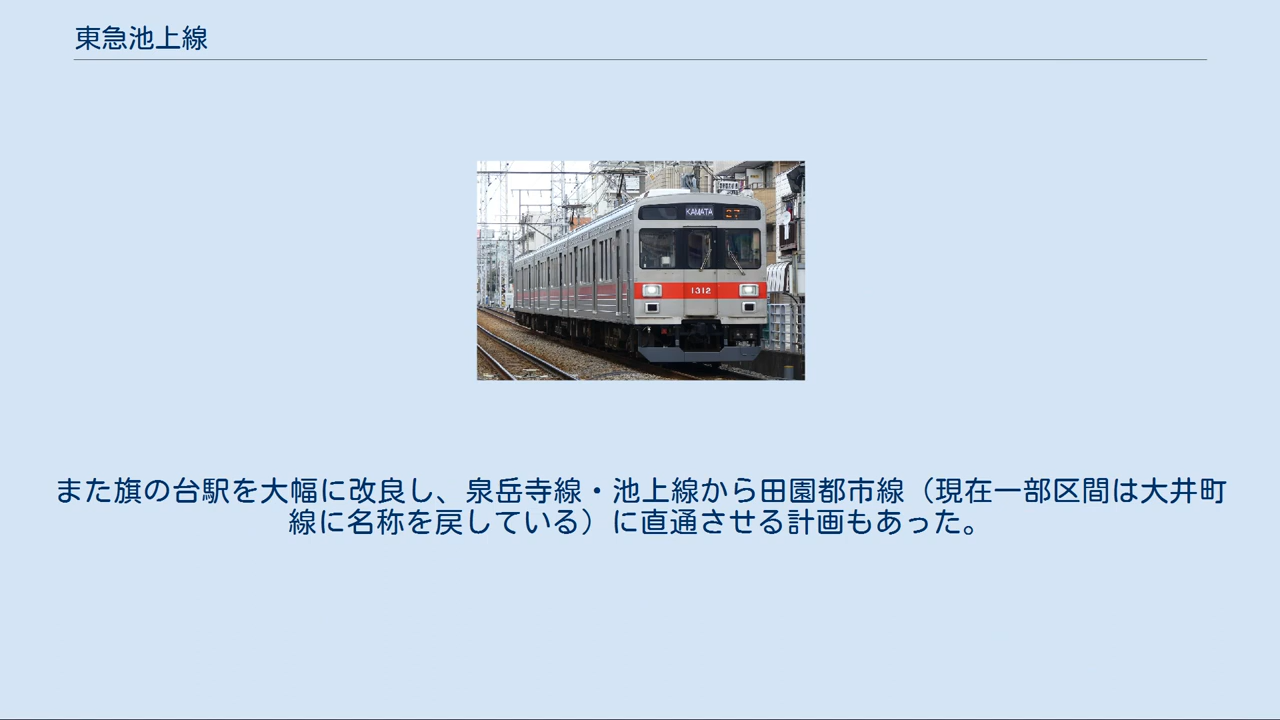 東急池上線
KAMATA
27
1312
また旗の台駅を大幅に改良し、泉岳寺線・池上線から田園都市線（現在一部区間は大井町
線に名称を戻している）に直通させる計画もあった。